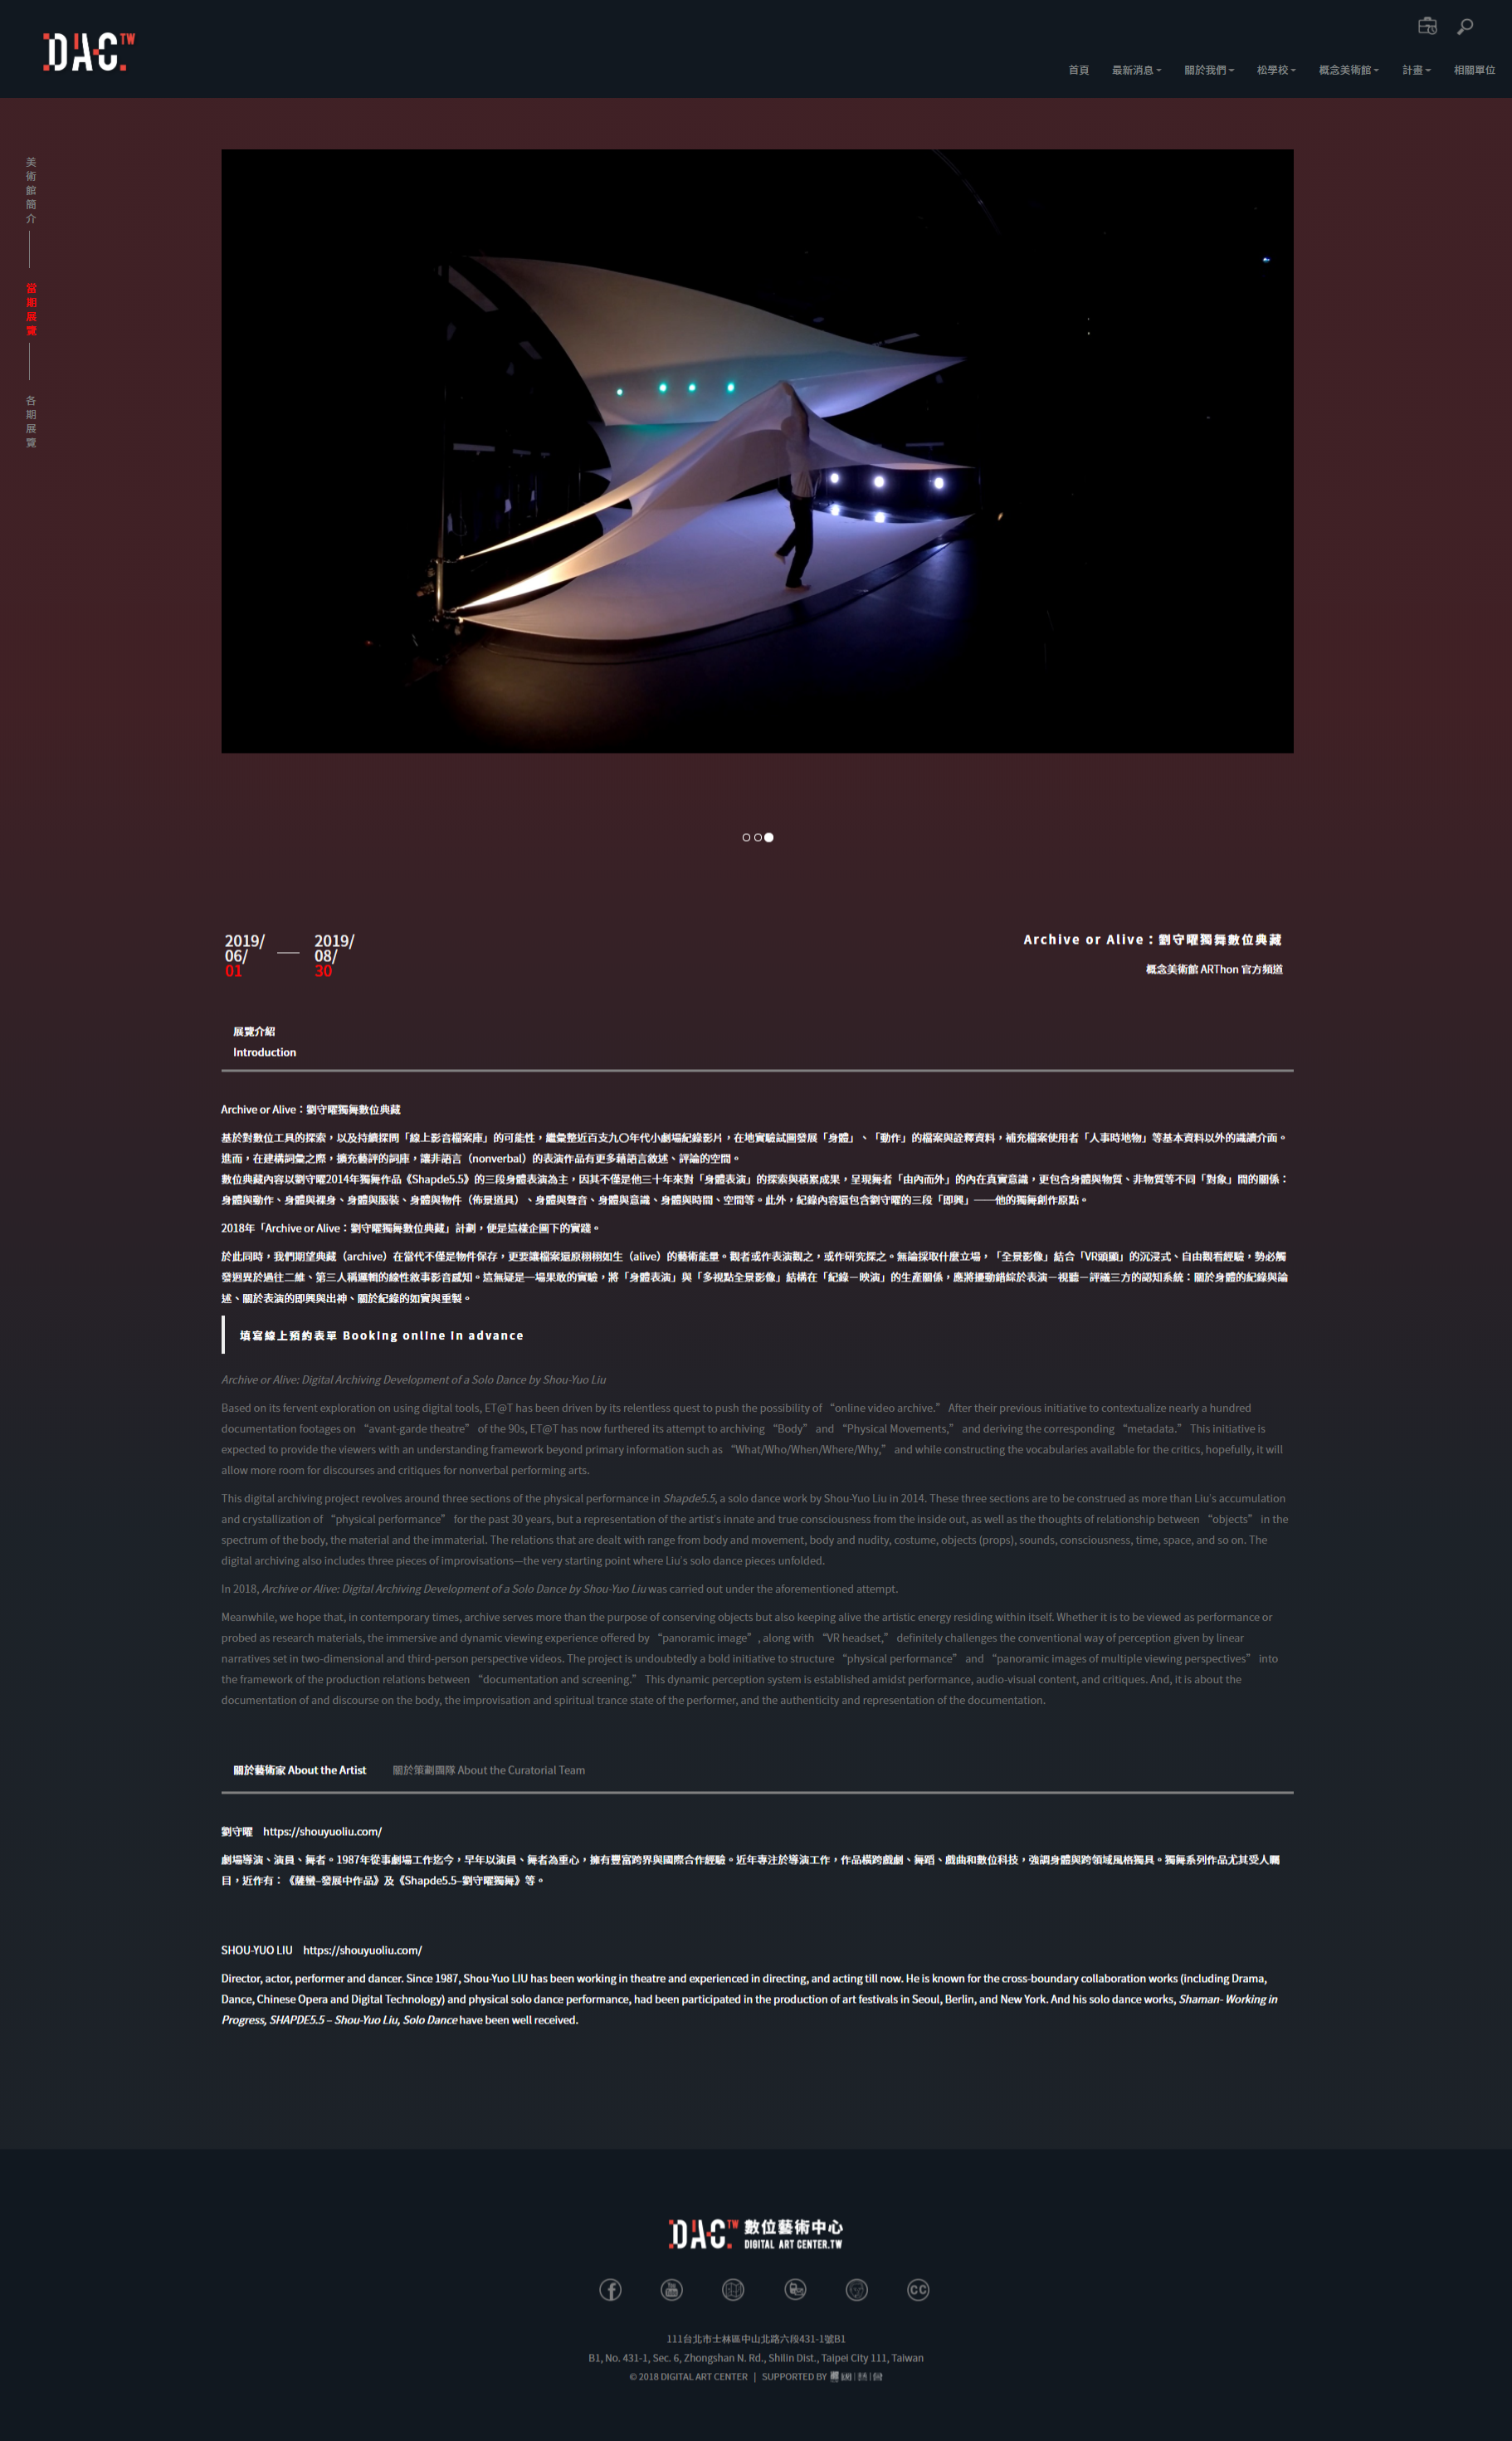 DAC.TW
首頁 最新消息 關於我們 松學校 概念美術館 計畫 相關單位
美術館簡介
當期展覽
各期展覽
2019/06/01 — 2019/08/30
Archive or Alive：劉守曜獨舞數位典藏
概念美術館 ARThon 官方頻道
展覽介紹
Introduction
Archive or Alive：劉守曜獨舞數位典藏
基於對數位工具的探索，以及持續探問「線上影音檔案庫」的可能性，繼彙整近百支九〇年代小劇場紀錄影片，在地實驗試圖發展「身體」、「動作」的檔案與詮釋資料，補充檔案使用者「人事時地物」等基本資料以外的識讀介面。
進而，在建構詞彙之際，擴充藝評的詞庫，讓非語言（nonverbal）的表演作品有更多藉語言敘述、評論的空間。
數位典藏內容以劉守曜2014年獨舞作品《Shapde5.5》的三段身體表演為主，因其不僅是他三十年來對「身體表演」的探索與積累成果，呈現舞者「由內而外」的內在真實意識，更包含身體與物質、非物質等不同「對象」間的關係：
身體與動作、身體與裸身、身體與服裝、身體與物件（佈景道具）、身體與聲音、身體與意識、身體與時間、空間等。此外，紀錄內容還包含劉守曜的三段「即興」——他的獨舞創作原點。
2018年「Archive or Alive：劉守曜獨舞數位典藏」計劃，便是這樣企圖下的實踐。
於此同時，我們期望典藏（archive）在當代不僅是物件保存，更要讓檔案還原栩栩如生（alive）的藝術能量。觀者或作表演觀之，或作研究探之。無論採取什麼立場，「全景影像」結合「VR頭顯」的沉浸式、自由觀看經驗，勢必觸
發迥異於過往二維、第三人稱邏輯的線性敘事影音感知。這無疑是一場果敢的實驗，將「身體表演」與「多視點全景影像」結構在「紀錄－映演」的生產關係，應將擾動錯綜於表演－視聽－評議三方的認知系統：關於身體的紀錄與論
述、關於表演的即興與出神、關於紀錄的如實與重製。
填寫線上預約表單 Booking online in advance
Archive or Alive: Digital Archiving Development of a Solo Dance by Shou-Yuo Liu
Based on its fervent exploration on using digital tools, ET@T has been driven by its relentless quest to push the possibility of “online video archive.” After their previous initiative to contextualize nearly a hundred
documentation footages on “avant-garde theatre” of the 90s, ET@T has now furthered its attempt to archiving “Body” and “Physical Movements,” and deriving the corresponding “metadata.” This initiative is
expected to provide the viewers with an understanding framework beyond primary information such as “What/Who/When/Where/Why,” and while constructing the vocabularies available for the critics, hopefully, it will
allow more room for discourses and critiques for nonverbal performing arts.
This digital archiving project revolves around three sections of the physical performance in Shapde5.5, a solo dance work by Shou-Yuo Liu in 2014. These three sections are to be construed as more than Liu's accumulation
and crystallization of “physical performance” for the past 30 years, but a representation of the artist's innate and true consciousness from the inside out, as well as the thoughts of relationship between “objects” in the
spectrum of the body, the material and the immaterial. The relations that are dealt with range from body and movement, body and nudity, costume, objects (props), sounds, consciousness, time, space, and so on. The
digital archiving also includes three pieces of improvisations—the very starting point where Liu's solo dance pieces unfolded.
In 2018, Archive or Alive: Digital Archiving Development of a Solo Dance by Shou-Yuo Liu was carried out under the aforementioned attempt.
Meanwhile, we hope that, in contemporary times, archive serves more than the purpose of conserving objects but also keeping alive the artistic energy residing within itself. Whether it is to be viewed as performance or
probed as research materials, the immersive and dynamic viewing experience offered by “panoramic image”, along with “VR headset,” definitely challenges the conventional way of perception given by linear
narratives set in two-dimensional and third-person perspective videos. The project is undoubtedly a bold initiative to structure “physical performance” and “panoramic images of multiple viewing perspectives” into
the framework of the production relations between “documentation and screening.” This dynamic perception system is established amidst performance, audio-visual content, and critiques. And, it is about the
documentation of and discourse on the body, the improvisation and spiritual trance state of the performer, and the authenticity and representation of the documentation.
關於藝術家 About the Artist 關於策劃團隊 About the Curatorial Team
劉守曜 https://shouyuoliu.com/
劇場導演、演員、舞者。1987年從事劇場工作迄今，早年以演員、舞者為重心，擁有豐富跨界與國際合作經驗。近年專注於導演工作，作品橫跨戲劇、舞蹈、戲曲和數位科技，強調身體與跨領域風格獨具。獨舞系列作品尤其受人矚
目，近作有：《薩蠻–發展中作品》及《Shapde5.5–劉守曜獨舞》等。
SHOU-YUO LIU https://shouyuoliu.com/
Director, actor, performer and dancer. Since 1987, Shou-Yuo LIU has been working in theatre and experienced in directing, and acting till now. He is known for the cross-boundary collaboration works (including Drama,
Dance, Chinese Opera and Digital Technology) and physical solo dance performance, had been participated in the production of art festivals in Seoul, Berlin, and New York. And his solo dance works, Shaman- Working in
Progress, SHAPDE5.5 – Shou-Yuo Liu, Solo Dance have been well received.
DAC.TW 數位藝術中心
DIGITAL ART CENTER.TW
111台北市士林區中山北路六段431-1號B1
B1, No. 431-1, Sec. 6, Zhongshan N. Rd., Shilin Dist., Taipei City 111, Taiwan
© 2018 DIGITAL ART CENTER | SUPPORTED BY